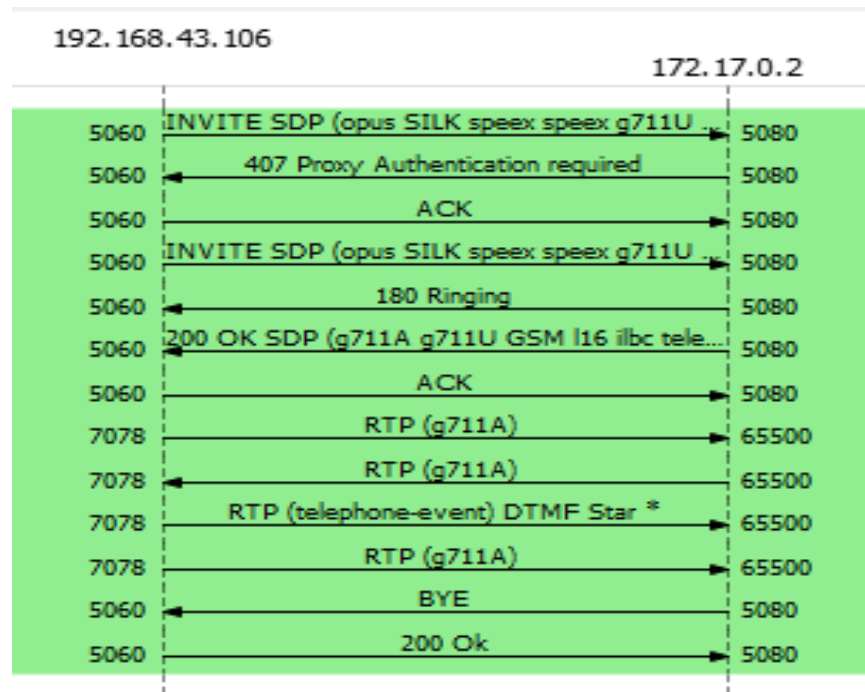 192.168.43.106
172.17.0.2
5060 INVITE SDP (opus SILK speex speex g711U ... 5080
5060 407 Proxy Authentication required 5080
5060 ACK 5080
5060 INVITE SDP (opus SILK speex speex g711U ... 5080
5060 180 Ringing 5080
5060 200 OK SDP (g711A g711U GSM l16 ilbc tele... 5080
5060 ACK 5080
7078 RTP (g711A) 65500
7078 RTP (g711A) 65500
7078 RTP (telephone-event) DTMF Star * 65500
7078 RTP (g711A) 65500
5060 BYE 5080
5060 200 Ok 5080